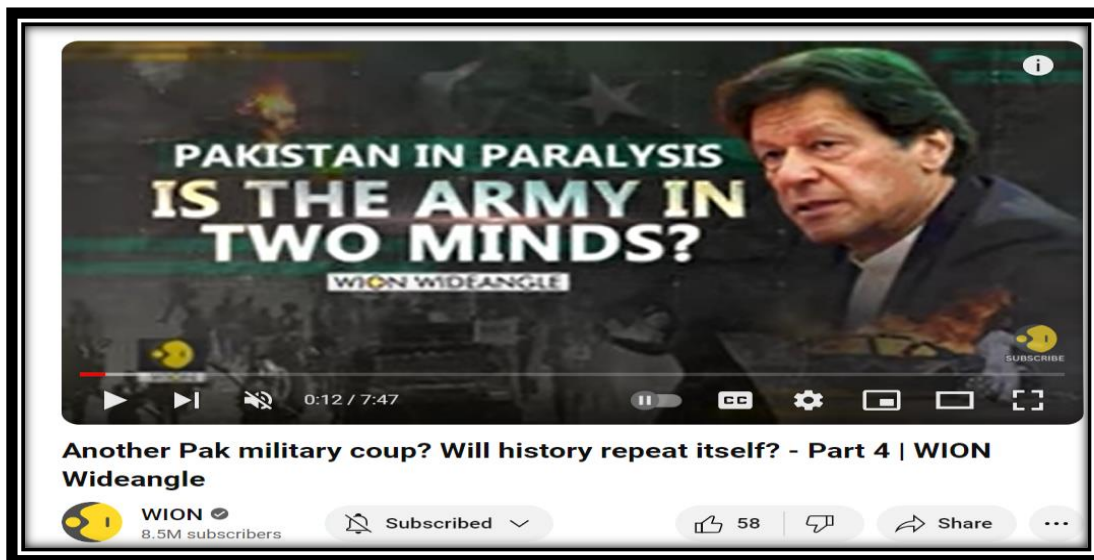 PAKISTAN IN PARALYSIS
IS THE ARMY IN
TWO MINDS?
WION WIDEANGLE
SUBSCRIBE
0:12 / 7:47
CC
Another Pak military coup? Will history repeat itself? - Part 4 | WION
Wideangle
WION
8.5M subscribers
Subscribed
58
Share